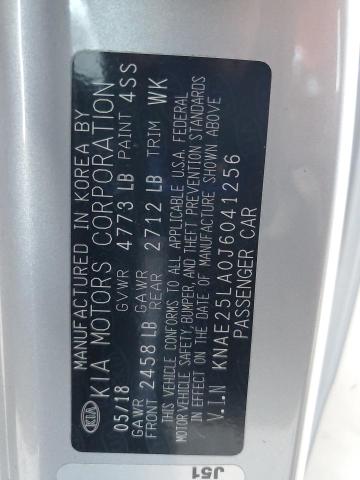 MANUFACTURED IN KOREA BY
KIA KIA MOTORS CORPORATION
05/18 GVWR 4773 LB PAINT 4SS
GAWR FRONT 2458 LB GAWR REAR 2712 LB TRIM WK
THIS VEHICLE CONFORMS TO ALL APPLICABLE U.S.A. FEDERAL
MOTOR VEHICLE SAFETY, BUMPER, AND THEFT PREVENTION STANDARDS
IN EFFECT ON THE DATE OF MANUFACTURE SHOWN ABOVE
V.I.N KNAE25LA0J6041256
PASSENGER CAR
J51